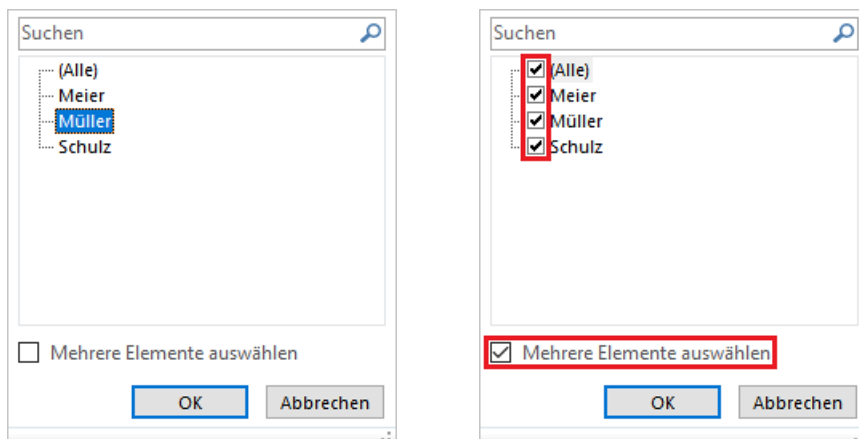 Suchen
(Alle)
Meier
Müller
Schulz
Mehrere Elemente auswählen
OK Abbrechen
Suchen
(Alle)
Meier
Müller
Schulz
Mehrere Elemente auswählen
OK Abbrechen